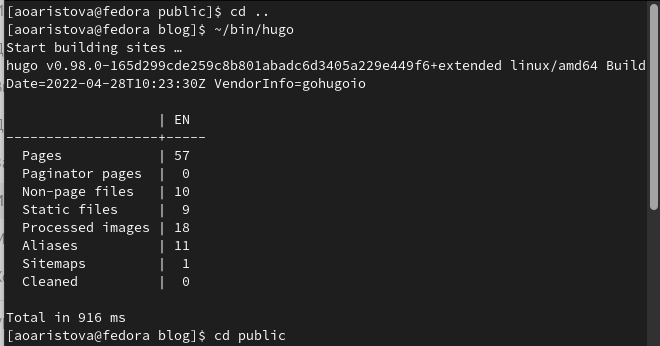 [aoaristova@fedora public]$ cd ..
[aoaristova@fedora blog]$ ~/bin/hugo
Start building sites …
hugo v0.98.0-165d299cde259c8b801abadc6d3405a229e449f6+extended linux/amd64 Build
Date=2022-04-28T10:23:30Z VendorInfo=gohugoio
                   | EN
-------------------+-----
  Pages            | 57
  Paginator pages  |  0
  Non-page files   | 10
  Static files     |  9
  Processed images | 18
  Aliases          | 11
  Sitemaps         |  1
  Cleaned          |  0
Total in 916 ms
[aoaristova@fedora blog]$ cd public